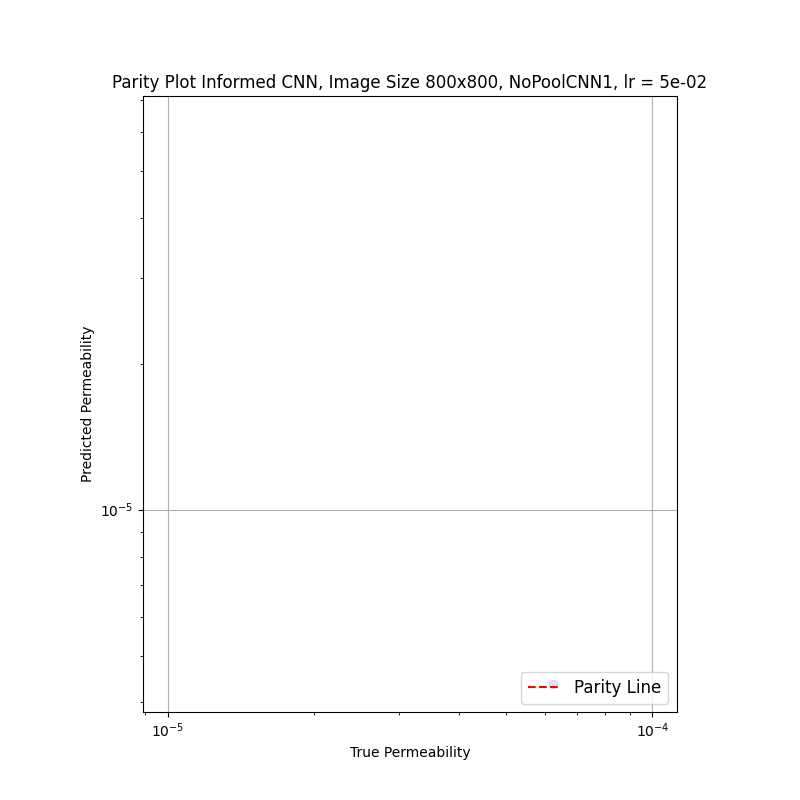 Parity Plot Informed CNN, Image Size 800x800, NoPoolCNN1, lr = 5e-02
Predicted Permeability
10⁻⁵
Parity Line
10⁻⁵ 10⁻⁴
True Permeability